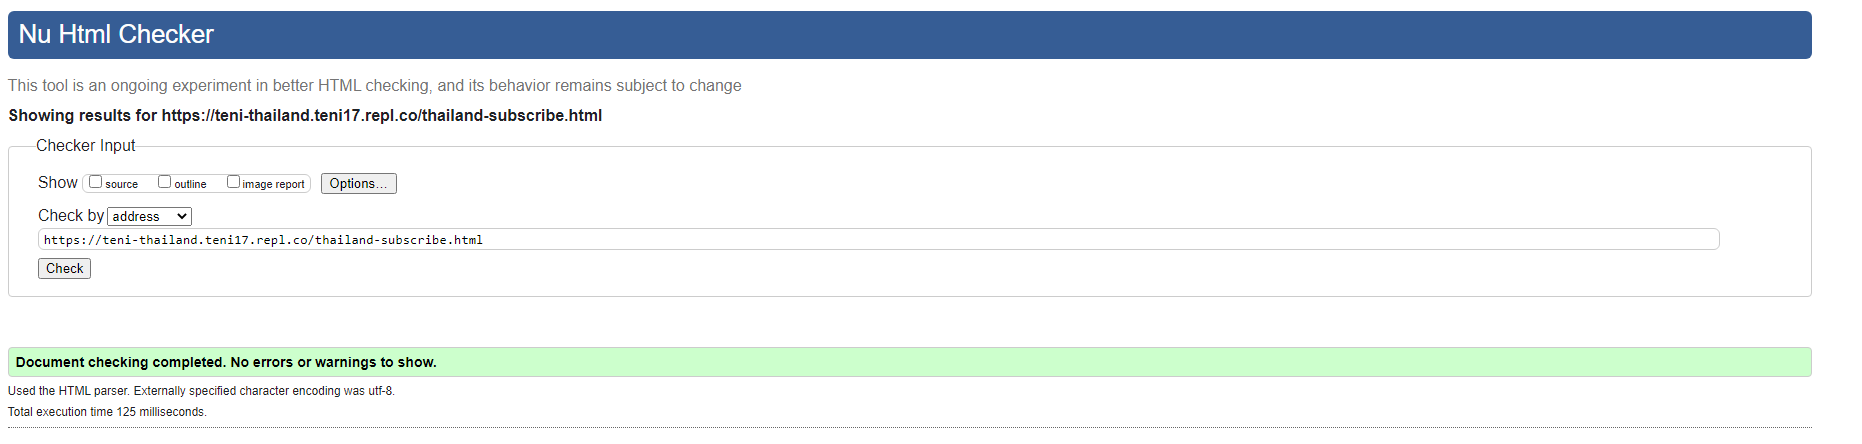 Nu Html Checker
This tool is an ongoing experiment in better HTML checking, and its behavior remains subject to change
Showing results for https://teni-thailand.teni17.repl.co/thailand-subscribe.html
Checker Input
Show source outline image report Options...
Check by address
https://teni-thailand.teni17.repl.co/thailand-subscribe.html
Check
Document checking completed. No errors or warnings to show.
Used the HTML parser. Externally specified character encoding was utf-8.
Total execution time 125 milliseconds.